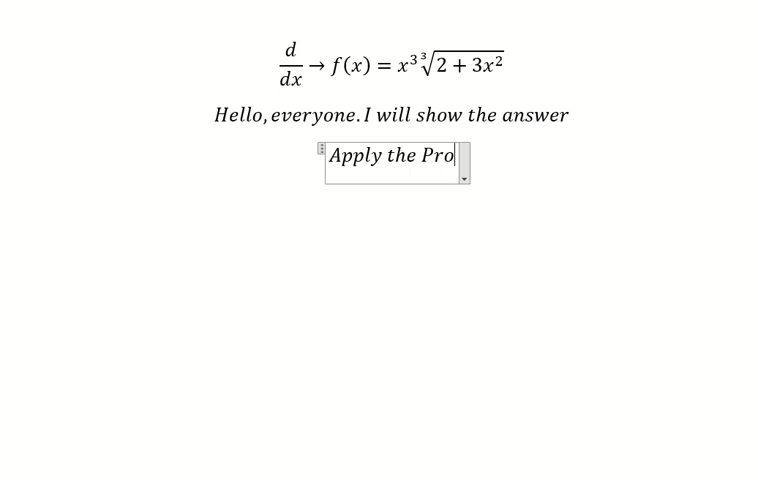 d/dx → f(x) = x³ ∛(2 + 3x²)
Hello, everyone. I will show the answer
Apply the Pro